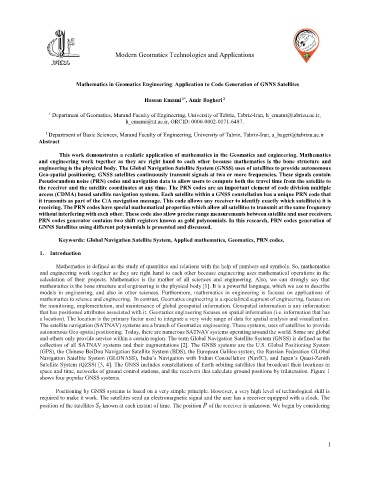 Modern Geomatics Technologies and Applications
Mathematics in Geomatics Engineering: Application to Code Generation of GNNS Satellites
Hossan Emami 1*, Amir Bagheri 2
1 Department of Geomatics, Marand Faculty of Engineering, University of Tabriz, Tabriz-Iran, h_emami@tabrizu.ac.ir,
h_emami@ut.ac.ir, ORCID: 0000-0002-0171-6487.
2 Department of Basic Sciences, Marand Faculty of Engineering, University of Tabriz, Tabriz-Iran, a_bageri@tabrizu.ac.ir
Abstract
This work demonstrates a realistic application of mathematics in the Geomatics and engineering. Mathematics
and engineering work together as they are right hand to each other because mathematics is the bone structure and
engineering is the physical body. The Global Navigation Satellite System (GNSS) uses of satellites to provide autonomous
Geo-spatial positioning. GNSS satellites continuously transmit signals at two or more frequencies. These signals contain
Pseudorandom noise (PRN) codes and navigation data to allow users to compute both the travel time from the satellite to
the receiver and the satellite coordinates at any time. The PRN codes are an important element of code division multiple
access (CDMA) based satellite navigation systems. Each satellite within a GNSS constellation has a unique PRN code that
it transmits as part of the C/A navigation message. This code allows any receiver to identify exactly which satellite(s) it is
receiving. The PRN codes have special mathematical properties which allow all satellites to transmit at the same frequency
without interfering with each other. These code also allow precise range measurements between satellite and user receivers.
PRN codes generator contains two shift registers known as gold polynomials. In this research, PRN codes generation of
GNNS Satellites using different polynomials is presented and discussed.
Keywords: Global Navigation Satellite System, Applied mathematics, Geomatics, PRN codes.
1. Introduction
Mathematics is defined as the study of quantities and relations with the help of numbers and symbols. So, mathematics
and engineering work together as they are right hand to each other because engineering uses mathematical operations in the
calculation of their projects. Mathematics is the mother of all sciences and engineering. Also, we can strongly say that
mathematics is the bone structure and engineering is the physical body [1]. It is a powerful language, which we use to describe
models in engineering, and also in other sciences. Furthermore, mathematics in engineering is focuses on applications of
mathematics to science and engineering. In contrast, Geomatics engineering is a specialized segment of engineering, focuses on
the monitoring, implementation, and maintenance of global geospatial information. Geospatial information is any information
that has positioned attributes associated with it. Geomatics engineering focuses on spatial information (i.e. information that has
a location). The location is the primary factor used to integrate a very wide range of data for spatial analysis and visualization.
The satellite navigation (SATNAV) systems are a branch of Geomatics engineering. These systems, uses of satellites to provide
autonomous Geo-spatial positioning. Today, there are numerous SATNAV systems operating around the world. Some are global
and others only provide service within a certain region. The term Global Navigation Satellite System (GNSS) is defined as the
collection of all SATNAV systems and their augmentations [2]. The GNSS systems are the U.S. Global Positioning System
(GPS), the Chinese BeiDou Navigation Satellite System (BDS), the European Galileo system, the Russian Federation GLObal
Navigation Satellite System (GLONASS), India's Navigation with Indian Constellation (NavIC), and Japan's Quasi-Zenith
Satellite System (QZSS) [3, 4]. The GNSS includes constellations of Earth-orbiting satellites that broadcast their locations in
space and time, networks of ground control stations, and the receivers that calculate ground positions by trilateration. Figure 1
shows four popular GNSS systems.
Positioning by GNSS systems is based on a very simple principle. However, a very high level of technological skill is
required to make it work. The satellites send an electromagnetic signal and the user has a receiver equipped with a clock. The
position of the satellites Si known at each instant of time. The position P of the receiver is unknown. We begin by considering
1